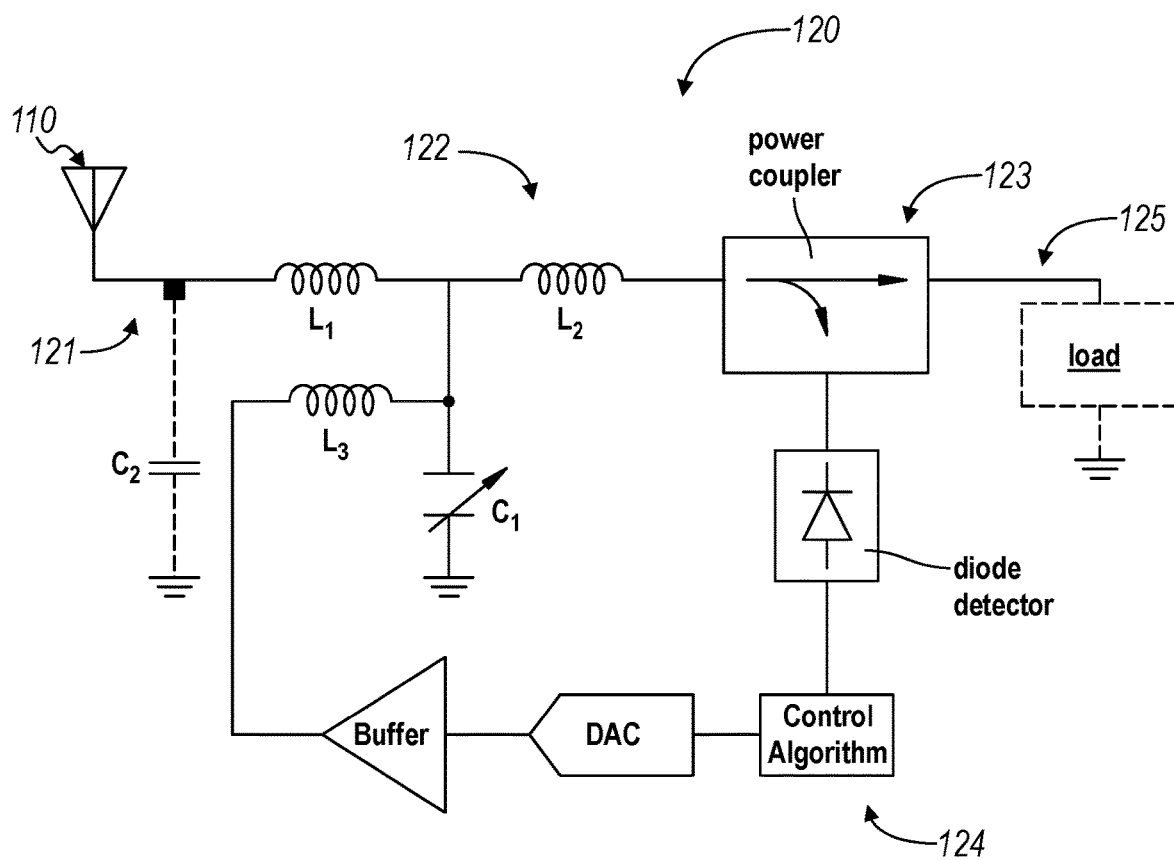 120
110
122
power
coupler
123
125
L1
L2
121
load
L3
C2
C1
diode
detector
Buffer
DAC
Control
Algorithm
124